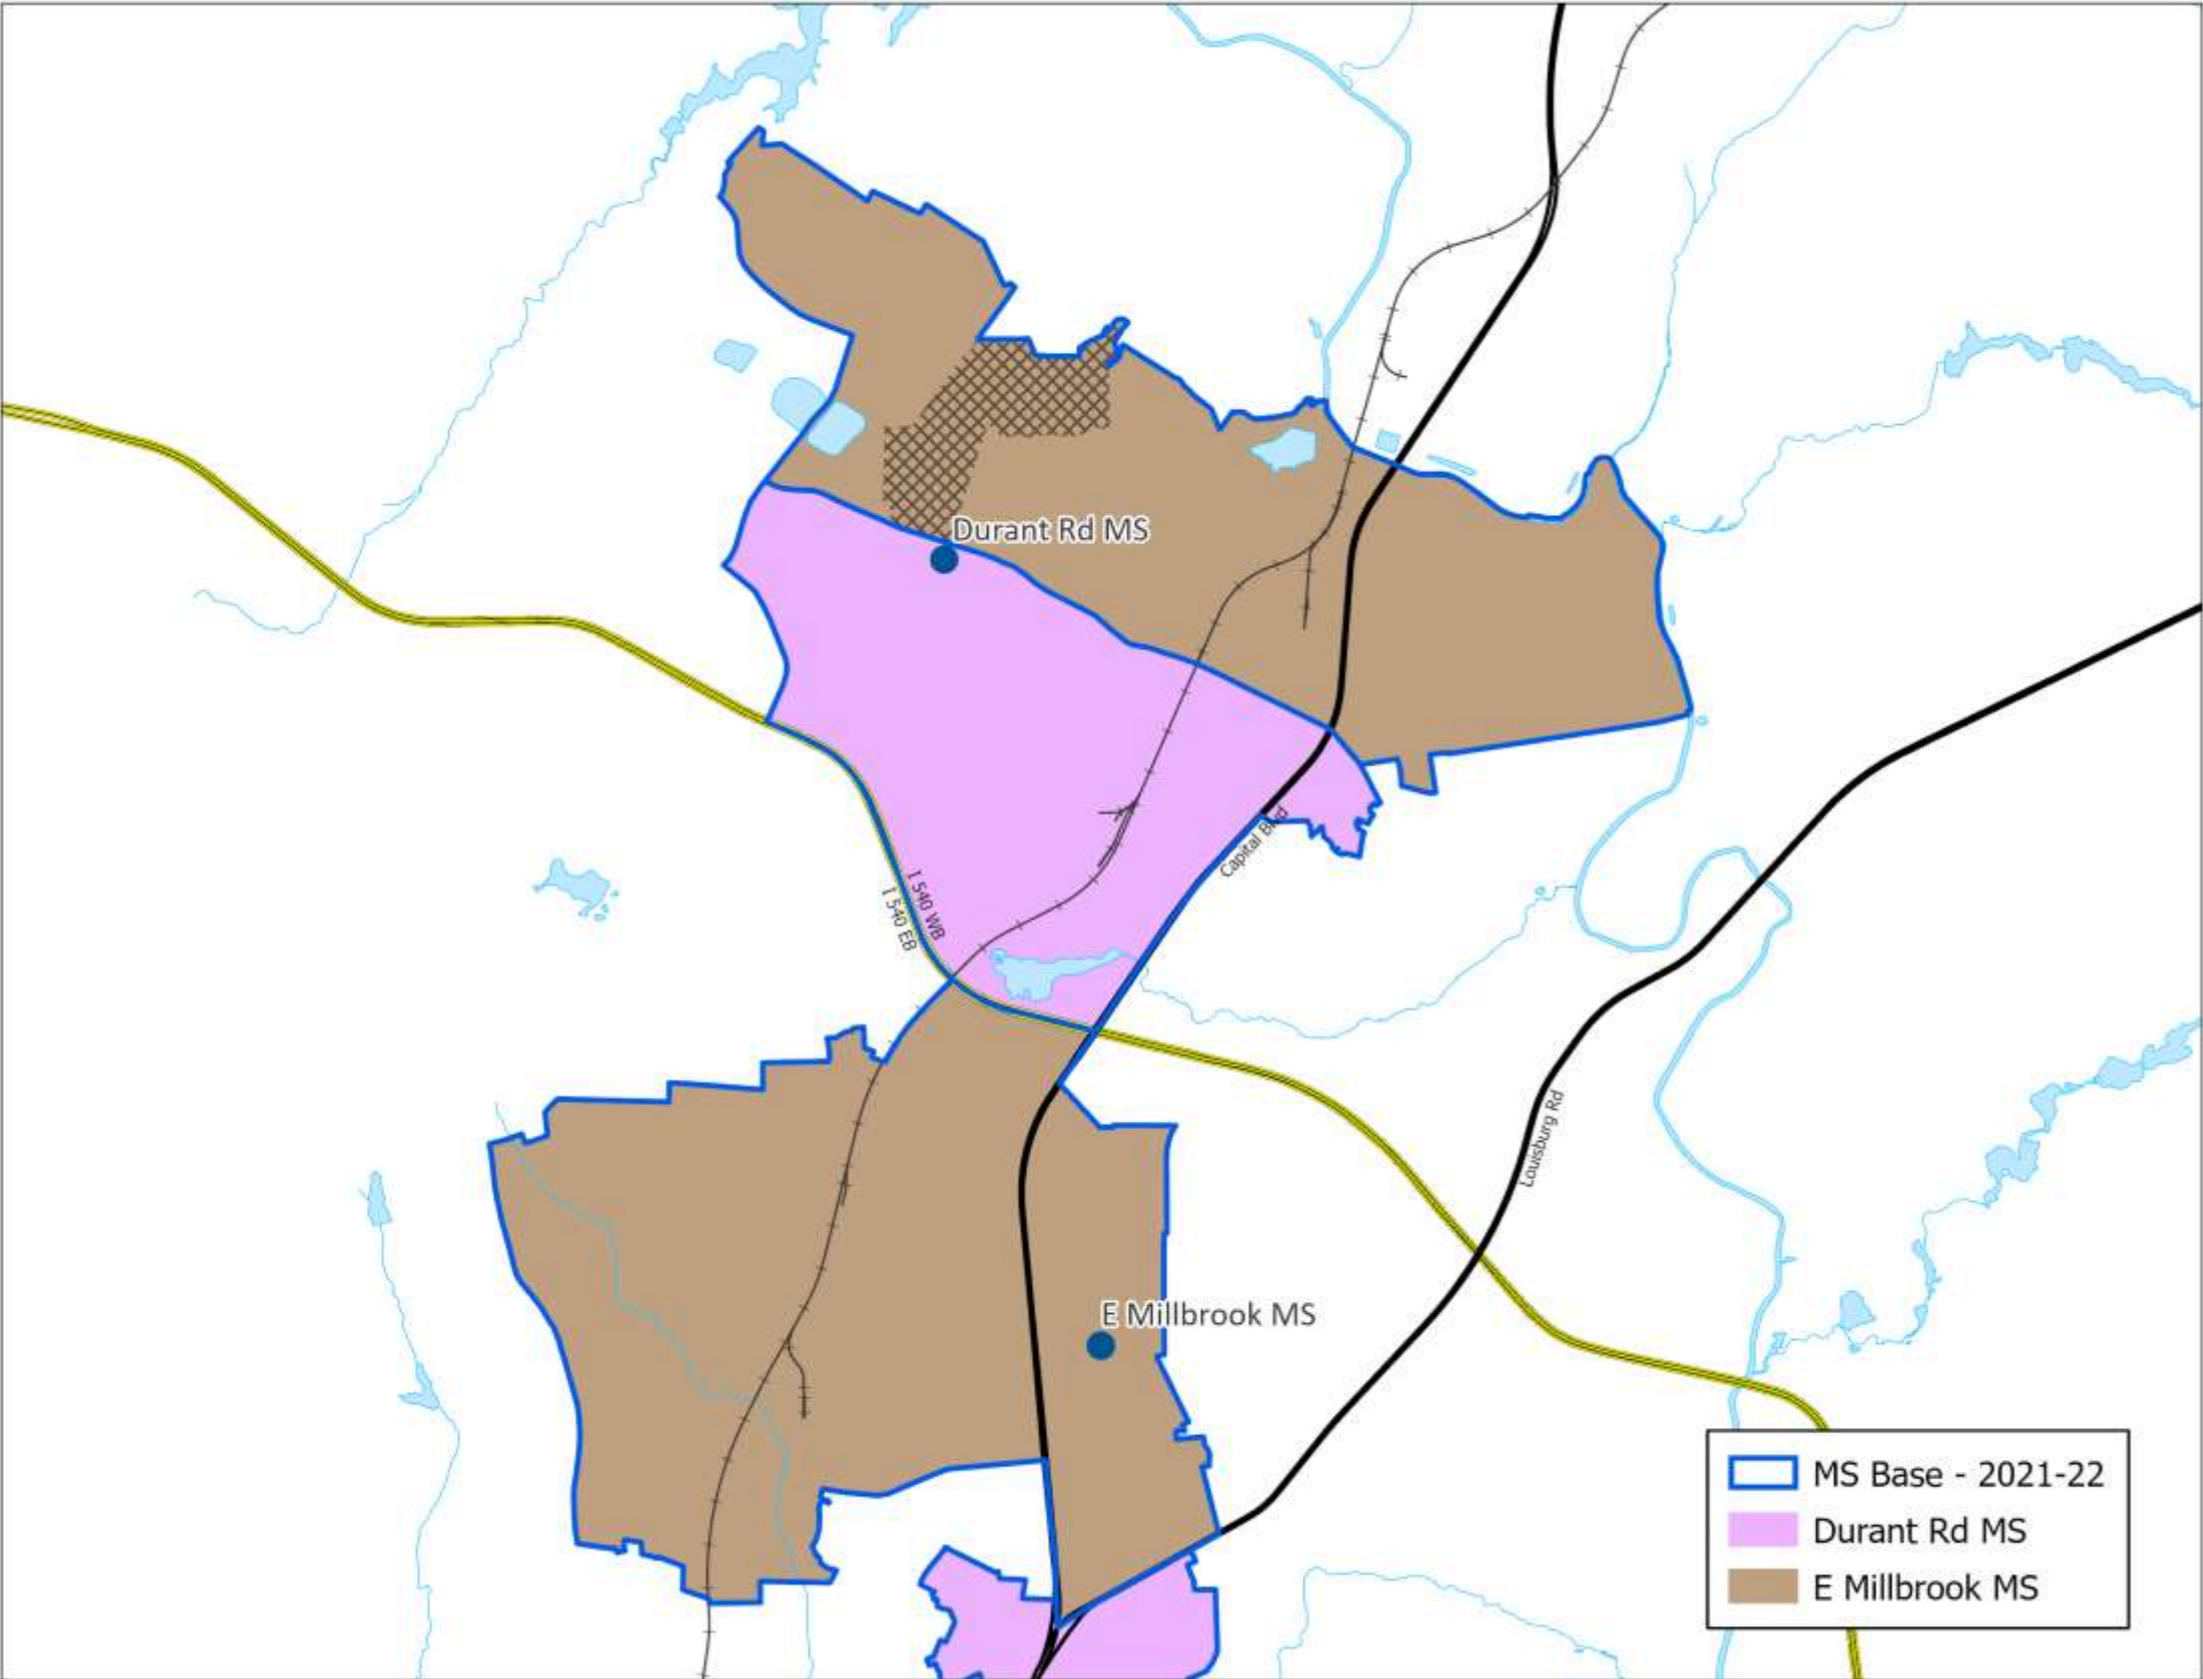 Durant Rd MS
Capital Blvd
I 540 WB
I 540 EB
Louisburg Rd
E Millbrook MS
MS Base - 2021-22
Durant Rd MS
E Millbrook MS